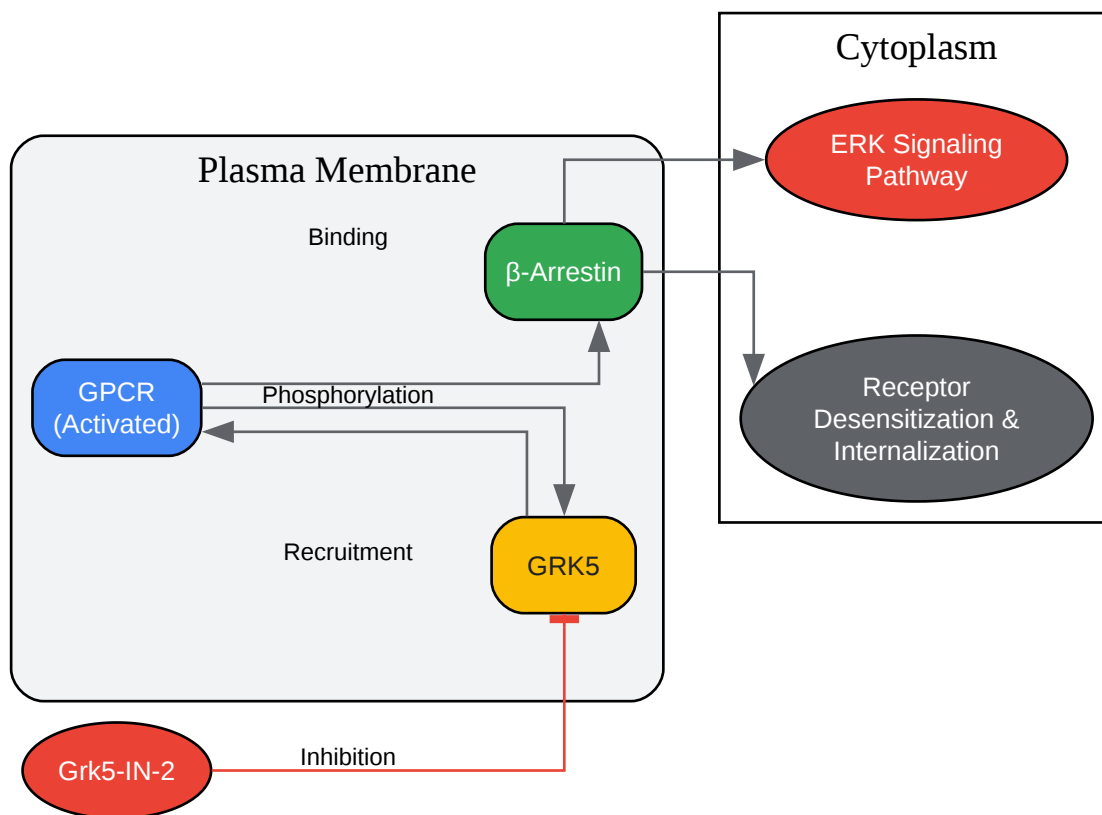 Cytoplasm
ERK Signaling
Pathway
Plasma Membrane
Binding
β-Arrestin
GPCR
(Activated)
Phosphorylation
Receptor
Desensitization &
Internalization
Recruitment
GRK5
Inhibition
Grk5-IN-2